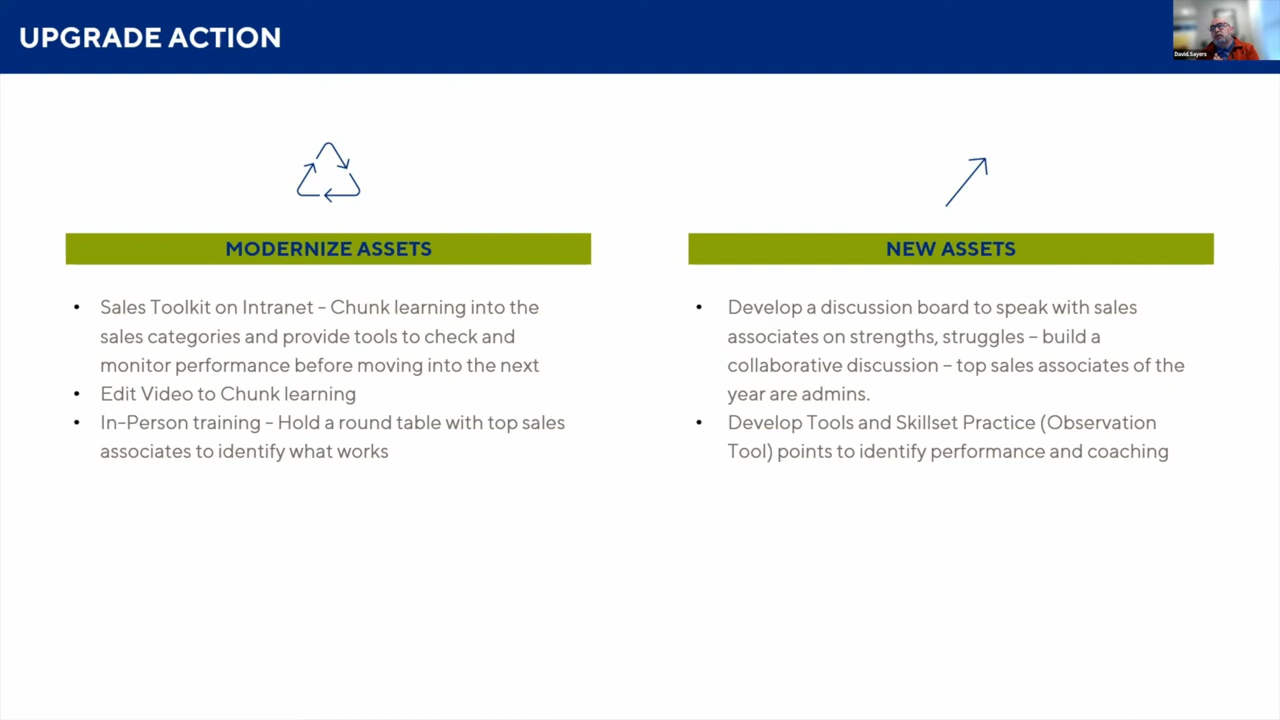 UPGRADE ACTION
David.Sayers
MODERNIZE ASSETS
• Sales Toolkit on Intranet – Chunk learning into the
sales categories and provide tools to check and
monitor performance before moving into the next
• Edit Video to Chunk learning
• In-Person training – Hold a round table with top sales
associates to identify what works
NEW ASSETS
• Develop a discussion board to speak with sales
associates on strengths, struggles – build a
collaborative discussion – top sales associates of the
year are admins.
• Develop Tools and Skillset Practice (Observation
Tool) points to identify performance and coaching